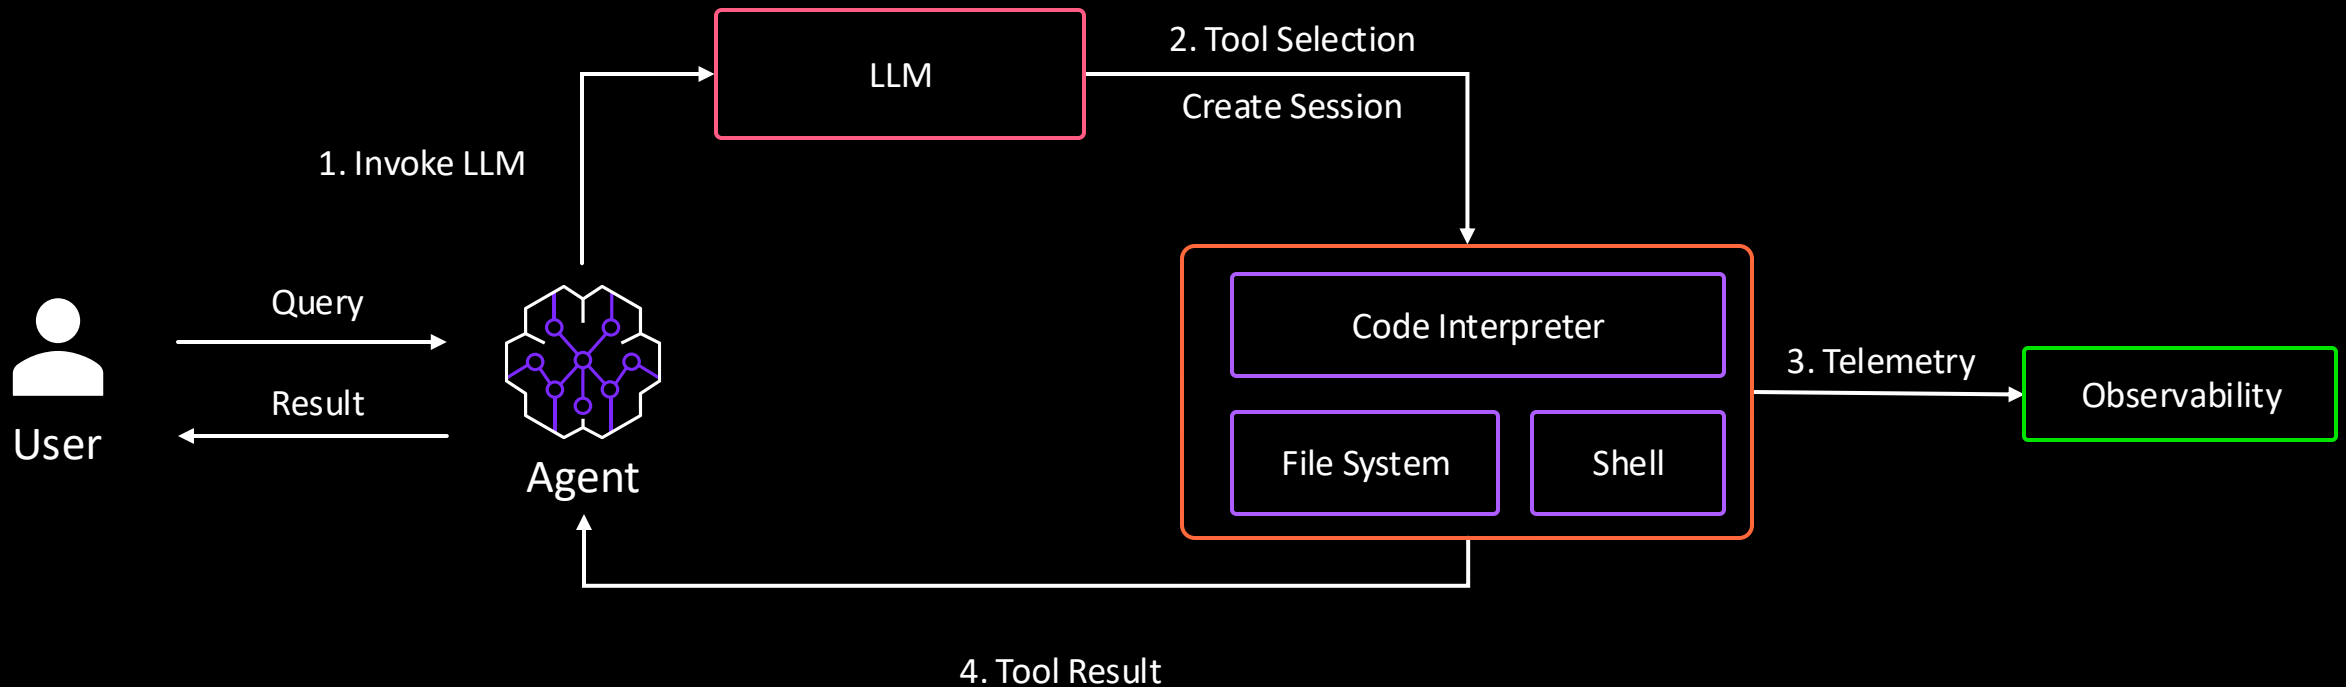 2. Tool Selection
LLM
Create Session
1. Invoke LLM
Query
Code Interpreter
3. Telemetry
Observability
Result
User
File System
Shell
Agent
4. Tool Result